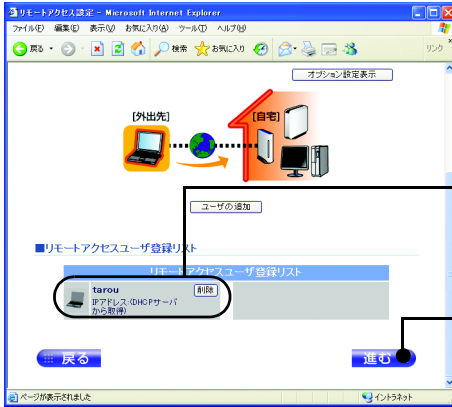 リモートアクセス設定 - Microsoft Internet Explorer
ファイル(F) 編集(E) 表示(V) お気に入り(A) ツール(T) ヘルプ(H)
戻る 検索 お気に入り リンク
オプション設定表示
[外出先] [自宅]
ユーザの追加
■リモートアクセスユーザ登録リスト
リモートアクセスユーザ登録リスト
tarou 削除
IPアドレス:(DHCPサーバ
から取得)
戻る 進む
ページが表示されました イントラネット